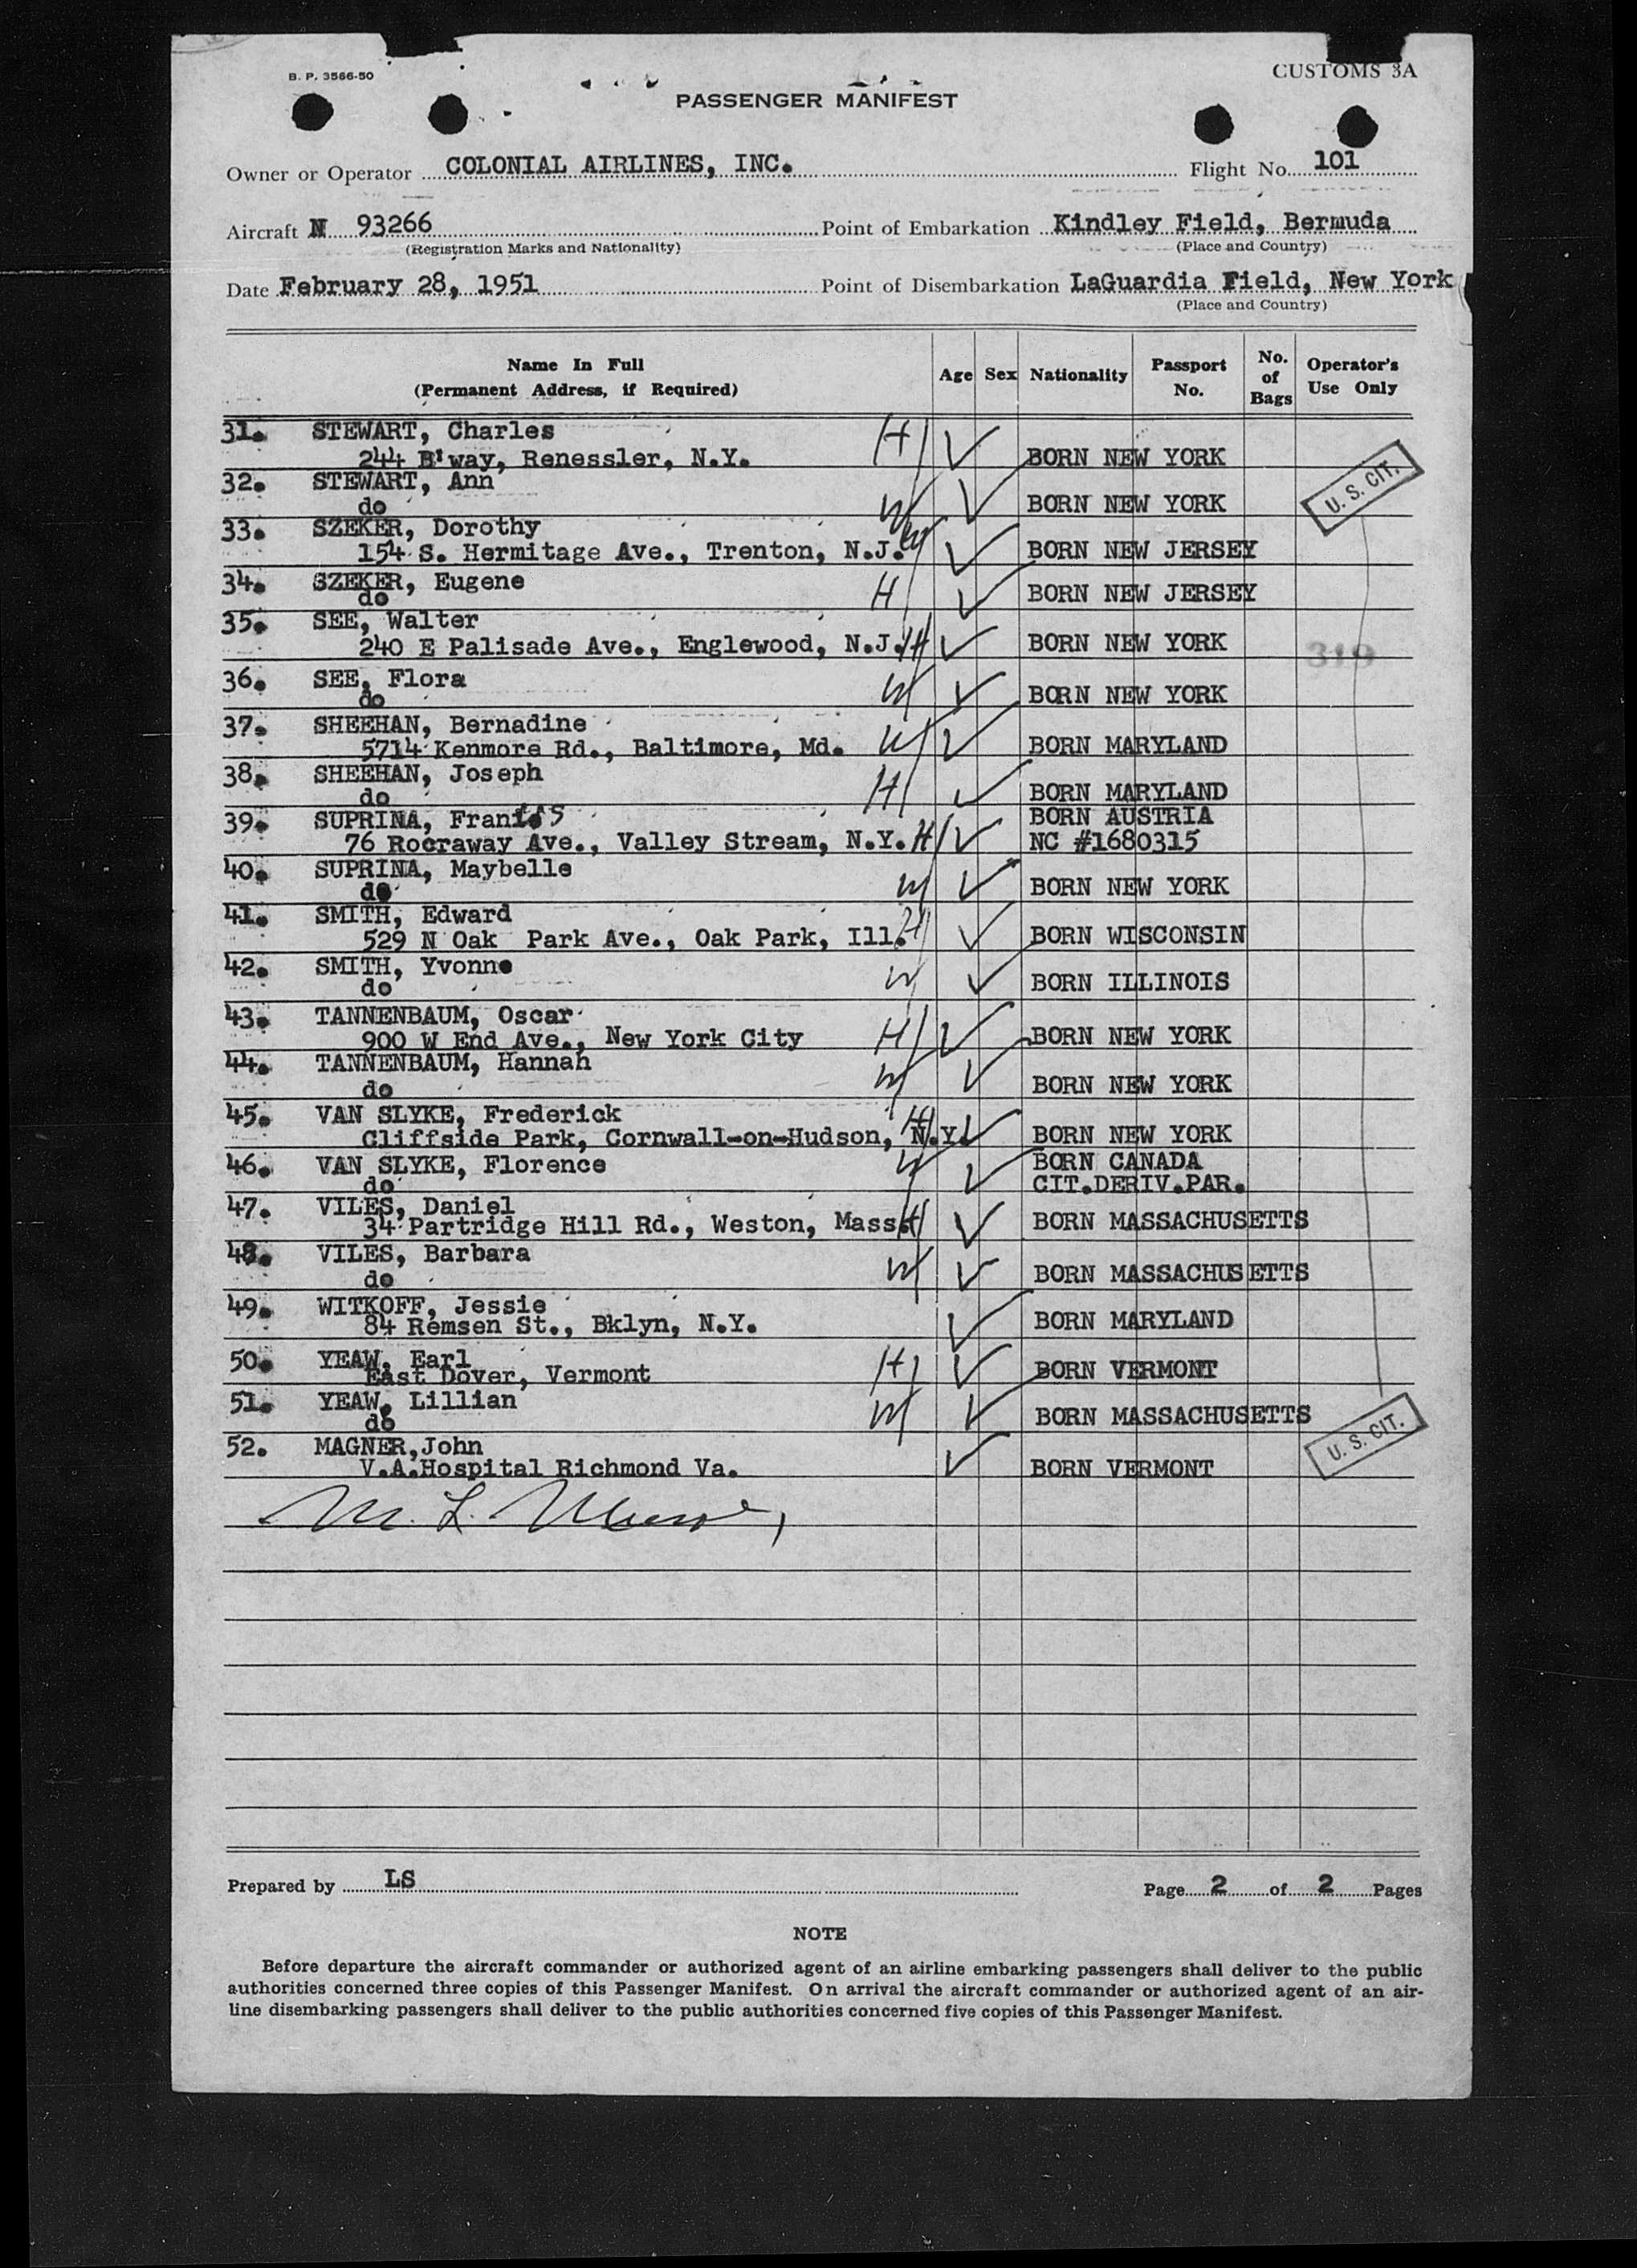 B. P. 3566-50
CUSTOMS 3A
PASSENGER MANIFEST
Owner or Operator COLONIAL AIRLINES, INC. Flight No. 101
Aircraft N 93266 Point of Embarkation Kindley Field, Bermuda
(Registration Marks and Nationality) (Place and Country)
Date February 28, 1951 Point of Disembarkation LaGuardia Field, New York
(Place and Country)
Name In Full (Permanent Address, if Required) Age Sex Nationality Passport No. No. of Bags Operator's Use Only
31. STEWART, Charles H
244 B'way, Renessler, N.Y. BORN NEW YORK
U. S. CIT.
32. STEWART, Ann
do W BORN NEW YORK
33. SZEKER, Dorothy W
154 S. Hermitage Ave., Trenton, N.J. BORN NEW JERSEY
34. SZEKER, Eugene
do H BORN NEW JERSEY
35. SEE, Walter
240 E Palisade Ave., Englewood, N.J. H BORN NEW YORK
319
36. SEE, Flora
do W BORN NEW YORK
37. SHEEHAN, Bernadine
5714 Kenmore Rd., Baltimore, Md. W BORN MARYLAND
38. SHEEHAN, Joseph
do H BORN MARYLAND
39. SUPRINA, Franis BORN AUSTRIA
76 Rocraway Ave., Valley Stream, N.Y. H NC #1680315
40. SUPRINA, Maybelle
do W BORN NEW YORK
41. SMITH, Edward H
529 N Oak Park Ave., Oak Park, Ill. BORN WISCONSIN
42. SMITH, Yvonne
do W BORN ILLINOIS
43. TANNENBAUM, Oscar
900 W End Ave., New York City H BORN NEW YORK
44. TANNENBAUM, Hannah
do W BORN NEW YORK
45. VAN SLYKE, Frederick H
Cliffside Park, Cornwall-on-Hudson, N.Y. BORN NEW YORK
46. VAN SLYKE, Florence W BORN CANADA
do CIT.DERIV.PAR.
47. VILES, Daniel
34 Partridge Hill Rd., Weston, Mass. H BORN MASSACHUSETTS
48. VILES, Barbara
do W BORN MASSACHUSETTS
49. WITKOFF, Jessie
84 Remsen St., Bklyn, N.Y. BORN MARYLAND
50. YEAW, Earl
East Dover, Vermont H BORN VERMONT
51. YEAW, Lillian
do W BORN MASSACHUSETTS
U. S. CIT.
52. MAGNER,John
V.A.Hospital Richmond Va. BORN VERMONT
M. L.
Prepared by LS Page 2 of 2 Pages
NOTE
Before departure the aircraft commander or authorized agent of an airline embarking passengers shall deliver to the public
authorities concerned three copies of this Passenger Manifest. On arrival the aircraft commander or authorized agent of an air-
line disembarking passengers shall deliver to the public authorities concerned five copies of this Passenger Manifest.